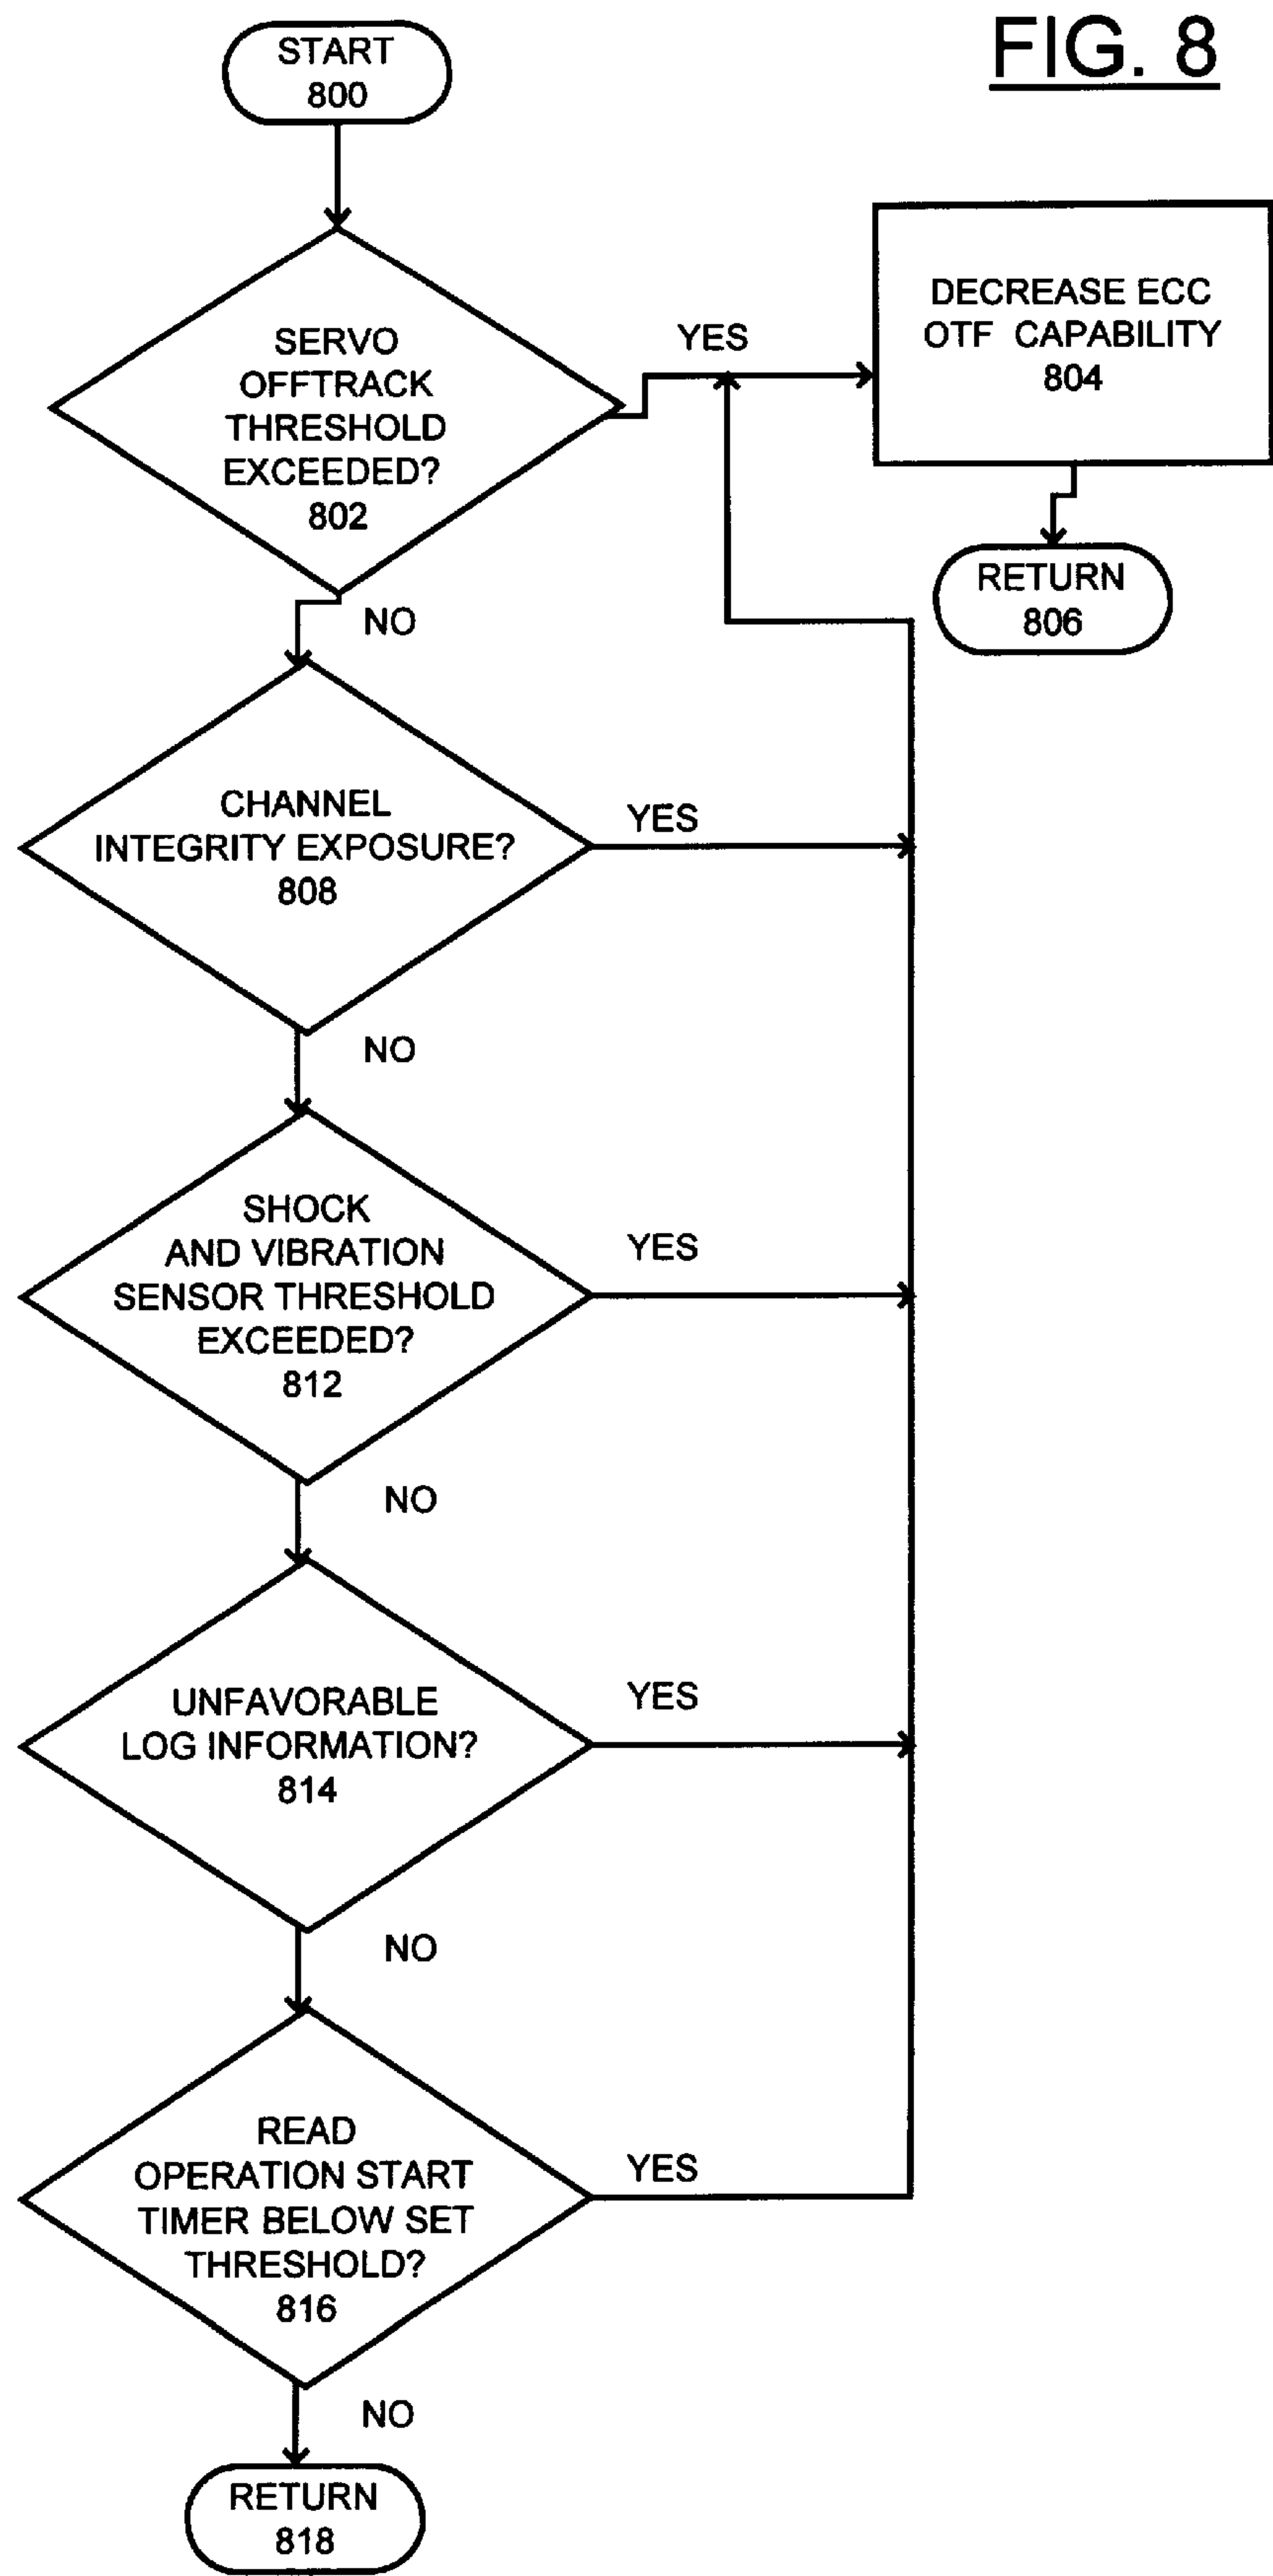 FIG. 8
START
800
SERVO
OFFTRACK
THRESHOLD
EXCEEDED?
802
YES
DECREASE ECC
OTF CAPABILITY
804
RETURN
806
NO
CHANNEL
INTEGRITY EXPOSURE?
808
YES
NO
SHOCK
AND VIBRATION
SENSOR THRESHOLD
EXCEEDED?
812
YES
NO
UNFAVORABLE
LOG INFORMATION?
814
YES
NO
READ
OPERATION START
TIMER BELOW SET
THRESHOLD?
816
YES
NO
RETURN
818